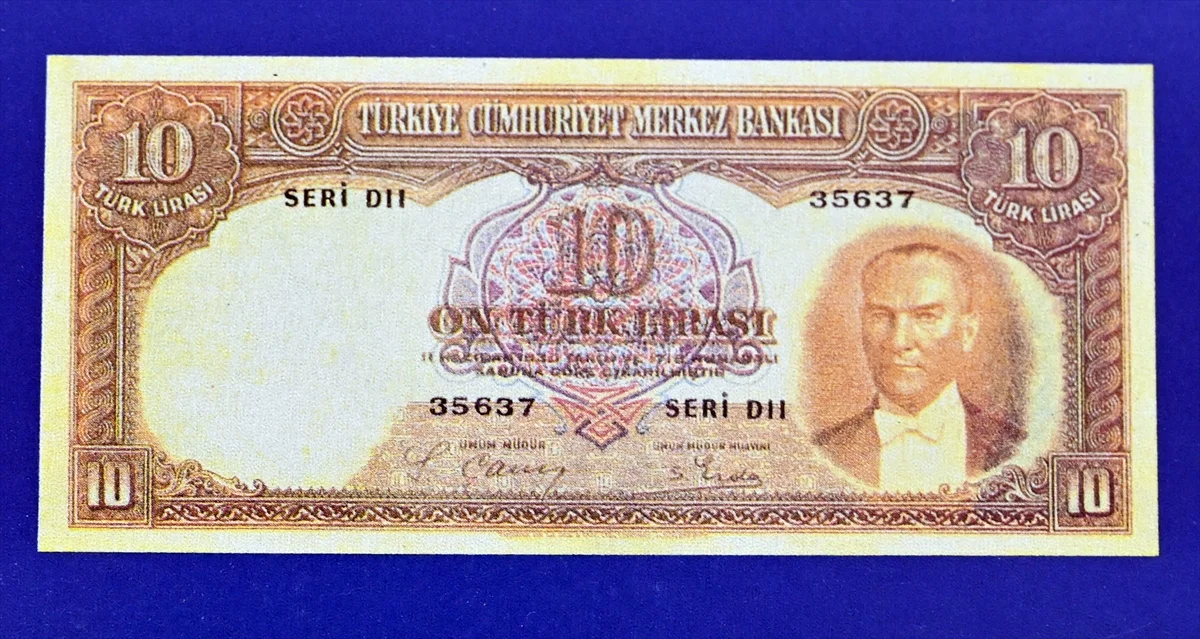 TÜRKİYE CÜMHURİYET MERKEZ BANKASI
10
TÜRK LİRASI
10
TÜRK LİRASI
SERİ DII
35637
10
ON TÜRK LİRASI
35637
SERİ DII
UMUM MÜDÜR
UMUM MÜDÜR MUAVİNİ
10
10